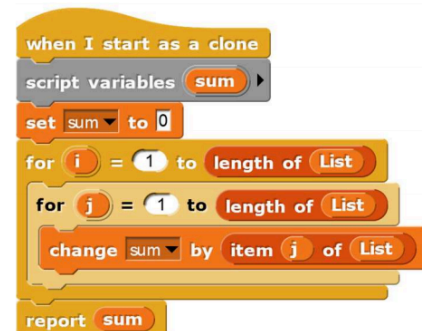 when I start as a clone
script variables sum
set sum to 0
for i = 1 to length of List
for j = 1 to length of List
change sum by item j of List
report sum